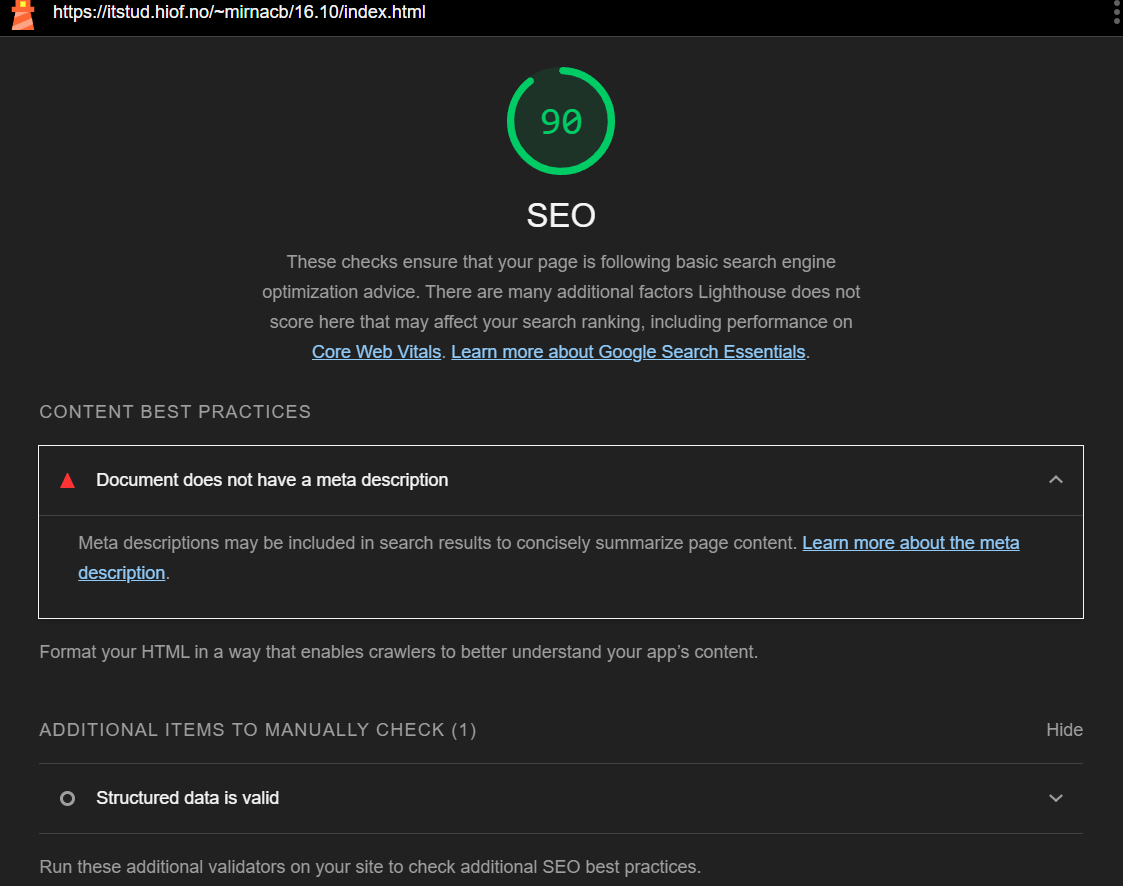 https://itstud.hiof.no/~mirnacb/16.10/index.html
90
SEO
These checks ensure that your page is following basic search engine
optimization advice. There are many additional factors Lighthouse does not
score here that may affect your search ranking, including performance on
Core Web Vitals. Learn more about Google Search Essentials.
CONTENT BEST PRACTICES
Document does not have a meta description
Meta descriptions may be included in search results to concisely summarize page content. Learn more about the meta
description.
Format your HTML in a way that enables crawlers to better understand your app's content.
ADDITIONAL ITEMS TO MANUALLY CHECK (1) Hide
Structured data is valid
Run these additional validators on your site to check additional SEO best practices.